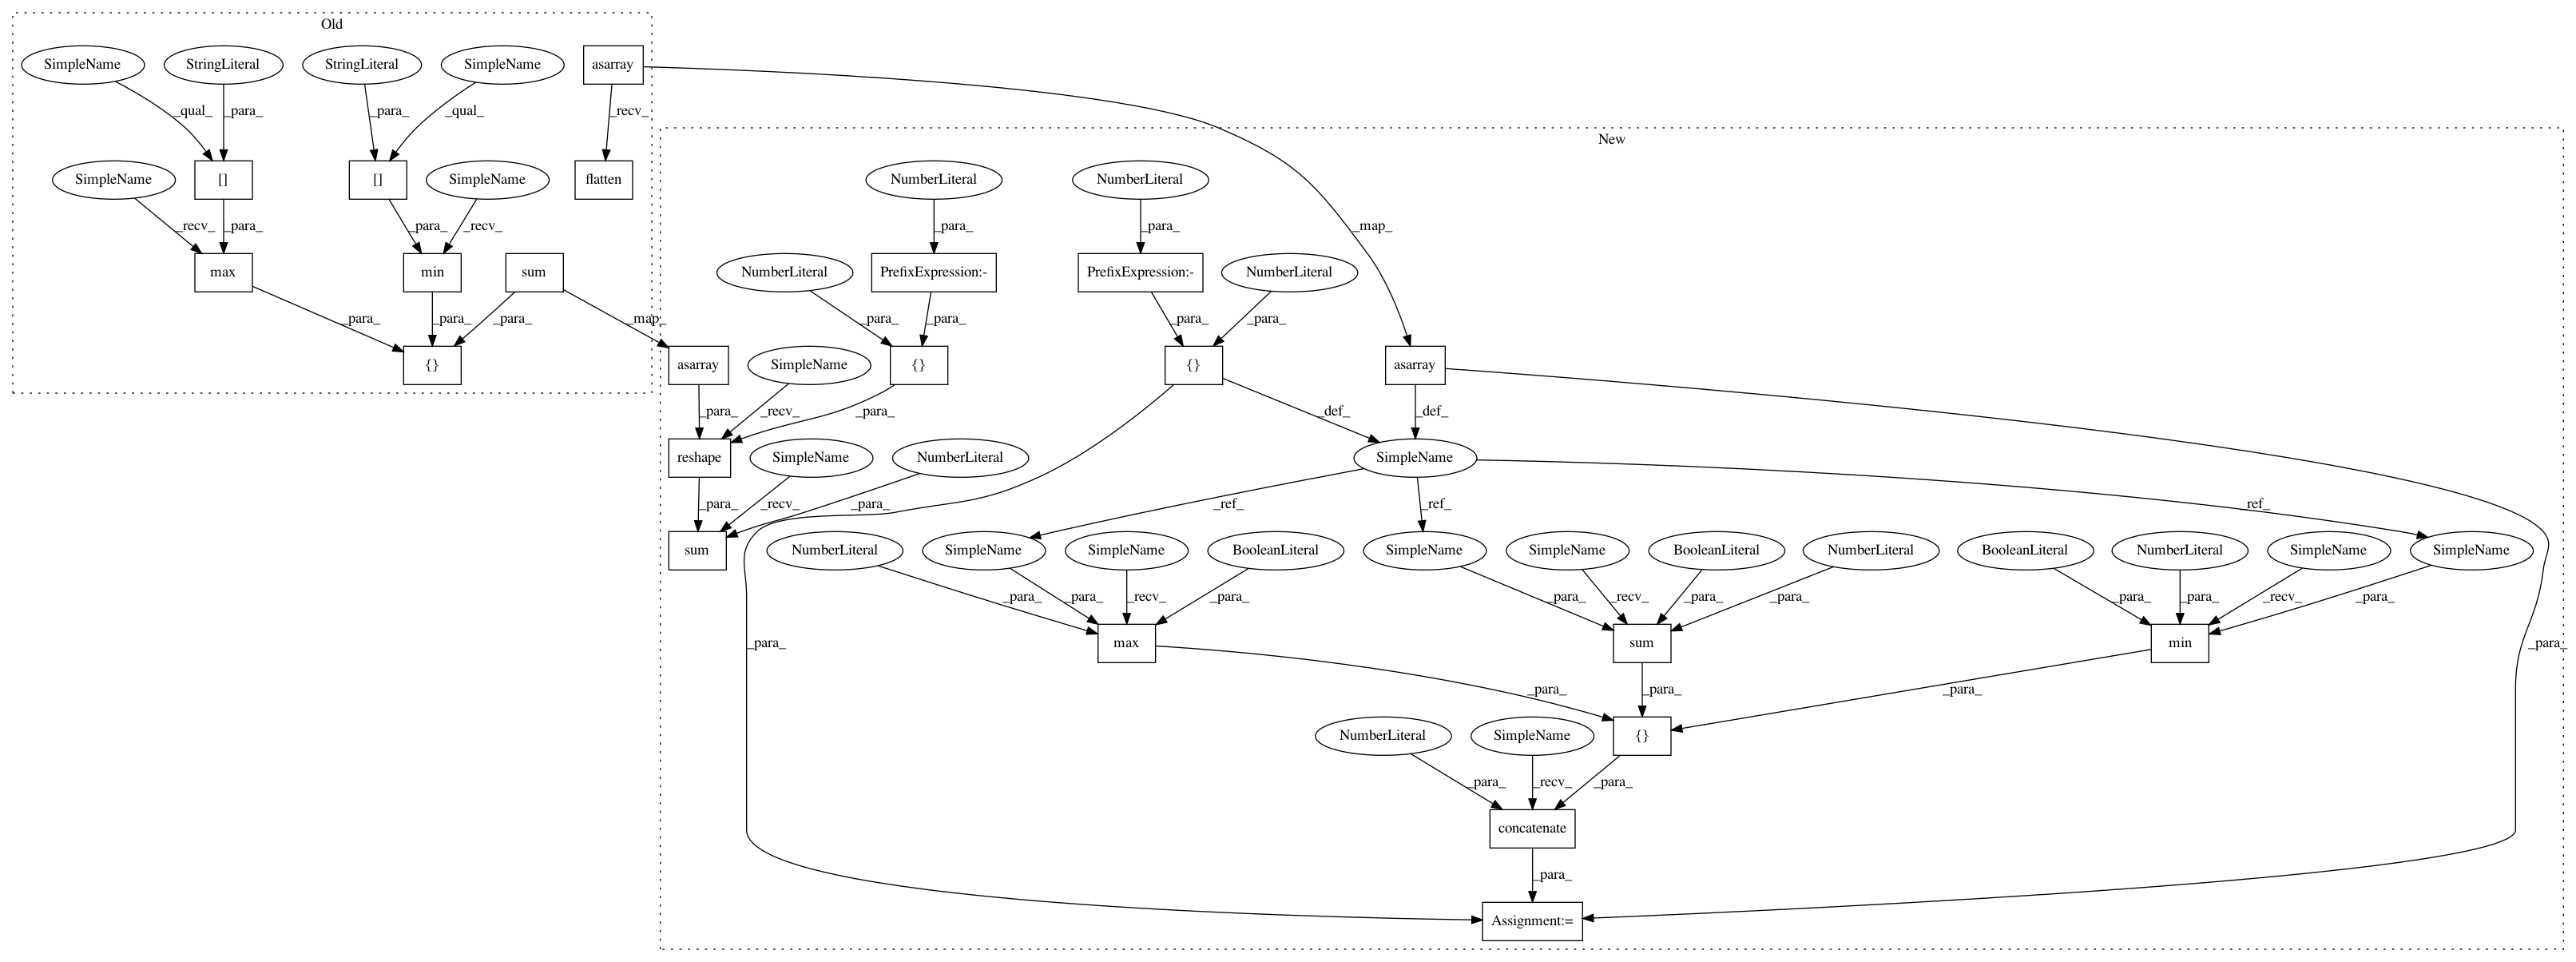 Old
SimpleName
StringLiteral
StringLiteral
SimpleName
asarray
_qual_
_para_
_para_
_qual_
_recv_
New
SimpleName
[]
[]
SimpleName
flatten
NumberLiteral
NumberLiteral
_recv_
_para_
_para_
_recv_
_para_
_para_
_map_
max
min
sum
NumberLiteral
PrefixExpression:-
PrefixExpression:-
NumberLiteral
_para_
_para_
_para_
_map_
_para_
_para_
_para_
_para_
{}
asarray
SimpleName
{}
{}
asarray
_para_
_recv_
_para_
_def_
_def_
reshape
SimpleName
NumberLiteral
SimpleName
_para_
_recv_
_para_
_ref_
_ref_
_ref_
sum
NumberLiteral
SimpleName
SimpleName
BooleanLiteral
SimpleName
SimpleName
BooleanLiteral
NumberLiteral
BooleanLiteral
NumberLiteral
SimpleName
SimpleName
_para_
_para_
_recv_
_para_
_para_
_recv_
_para_
_para_
_para_
_para_
_recv_
_para_
_para_
max
sum
min
_para_
_para_
_para_
_para_
NumberLiteral
SimpleName
{}
_para_
_recv_
_para_
concatenate
_para_
Assignment:=